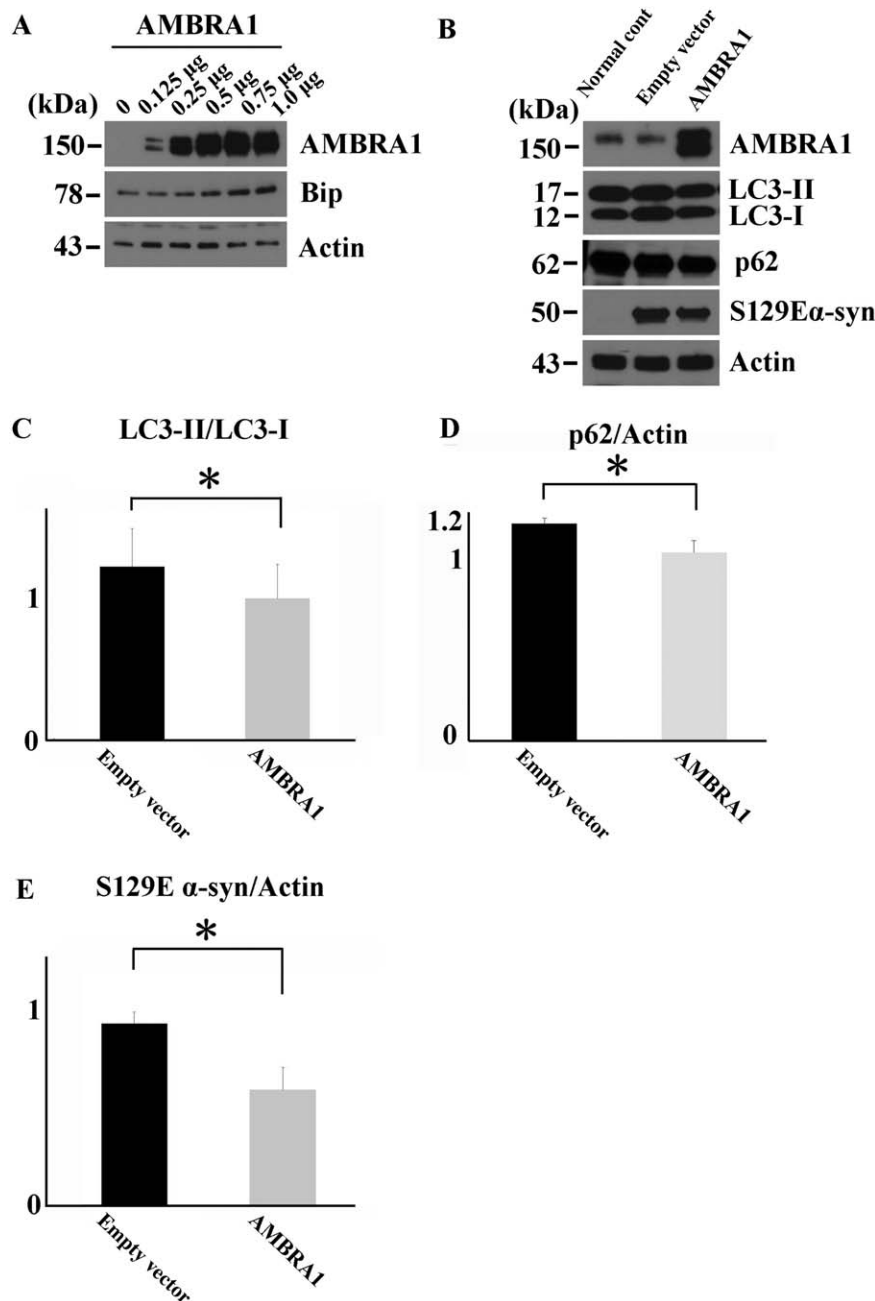 A
AMBRA1
(kDa)
0 0.125 µg 0.25 µg 0.5 µg 0.75 µg 1.0 µg
150 AMBRA1
78 Bip
43 Actin
B
Normal cont Empty vector AMBRA1
(kDa)
150 AMBRA1
17 LC3-II
12 LC3-I
62 p62
50 S129Eα-syn
43 Actin
C
LC3-II/LC3-I
*
1
0
Empty vector AMBRA1
D
p62/Actin
*
1.2
1
0
Empty vector AMBRA1
E
S129E α-syn/Actin
*
1
0
Empty vector AMBRA1